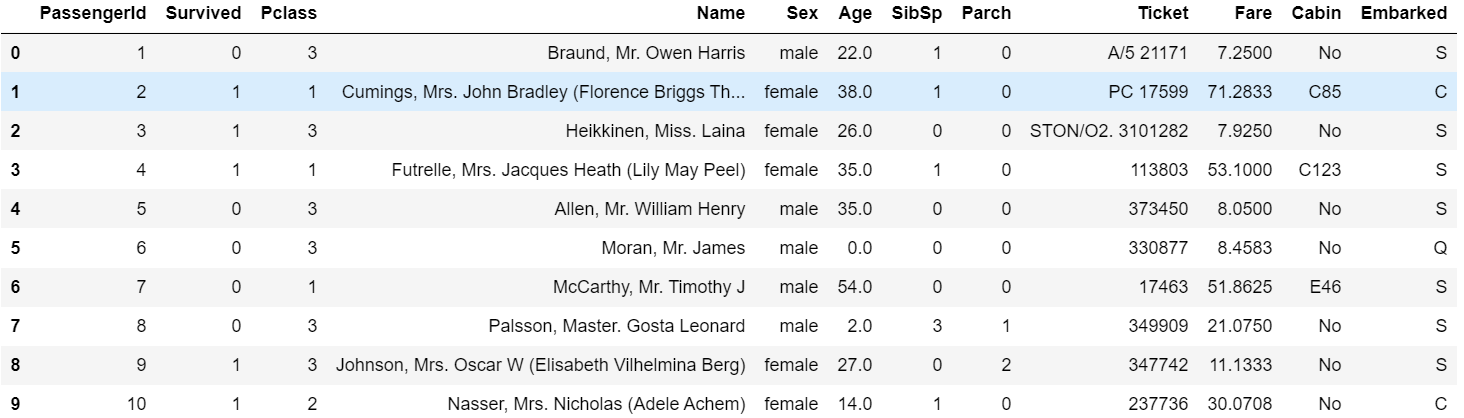 PassengerId Survived Pclass Name Sex Age SibSp Parch Ticket Fare Cabin Embarked
0 1 0 3 Braund, Mr. Owen Harris male 22.0 1 0 A/5 21171 7.2500 No S
1 2 1 1 Cumings, Mrs. John Bradley (Florence Briggs Th... female 38.0 1 0 PC 17599 71.2833 C85 C
2 3 1 3 Heikkinen, Miss. Laina female 26.0 0 0 STON/O2. 3101282 7.9250 No S
3 4 1 1 Futrelle, Mrs. Jacques Heath (Lily May Peel) female 35.0 1 0 113803 53.1000 C123 S
4 5 0 3 Allen, Mr. William Henry male 35.0 0 0 373450 8.0500 No S
5 6 0 3 Moran, Mr. James male 0.0 0 0 330877 8.4583 No Q
6 7 0 1 McCarthy, Mr. Timothy J male 54.0 0 0 17463 51.8625 E46 S
7 8 0 3 Palsson, Master. Gosta Leonard male 2.0 3 1 349909 21.0750 No S
8 9 1 3 Johnson, Mrs. Oscar W (Elisabeth Vilhelmina Berg) female 27.0 0 2 347742 11.1333 No S
9 10 1 2 Nasser, Mrs. Nicholas (Adele Achem) female 14.0 1 0 237736 30.0708 No C